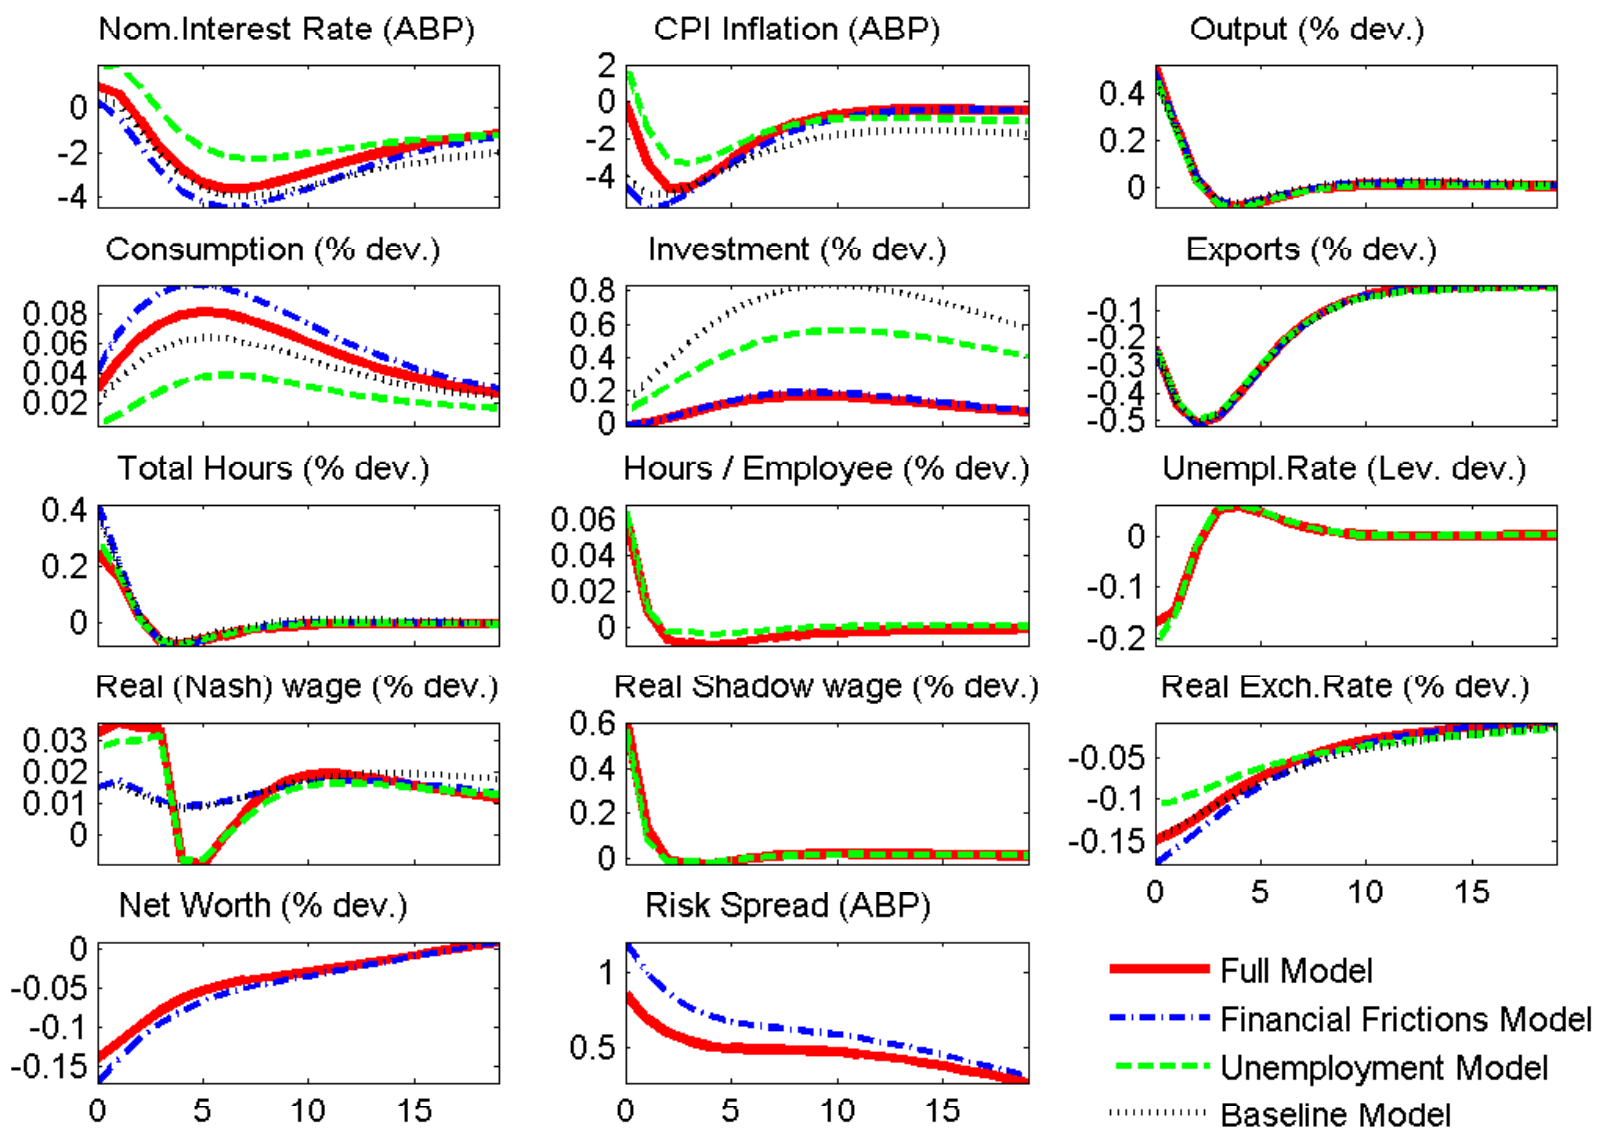 Nom.Interest Rate (ABP)
0
-2
-4
CPI Inflation (ABP)
2
0
-2
-4
Output (% dev.)
0.4
0.2
0
Consumption (% dev.)
0.08
0.06
0.04
0.02
Investment (% dev.)
0.8
0.6
0.4
0.2
0
Exports (% dev.)
-0.1
-0.2
-0.3
-0.4
-0.5
Total Hours (% dev.)
0.4
0.2
0
Hours / Employee (% dev.)
0.06
0.04
0.02
0
Unempl.Rate (Lev. dev.)
0
-0.1
-0.2
Real (Nash) wage (% dev.)
0.03
0.02
0.01
0
Real Shadow wage (% dev.)
0.6
0.4
0.2
0
Real Exch.Rate (% dev.)
-0.05
-0.1
-0.15
0 5 10 15
Net Worth (% dev.)
0
-0.05
-0.1
-0.15
0 5 10 15
Risk Spread (ABP)
1
0.5
0 5 10 15
Full Model
Financial Frictions Model
Unemployment Model
Baseline Model